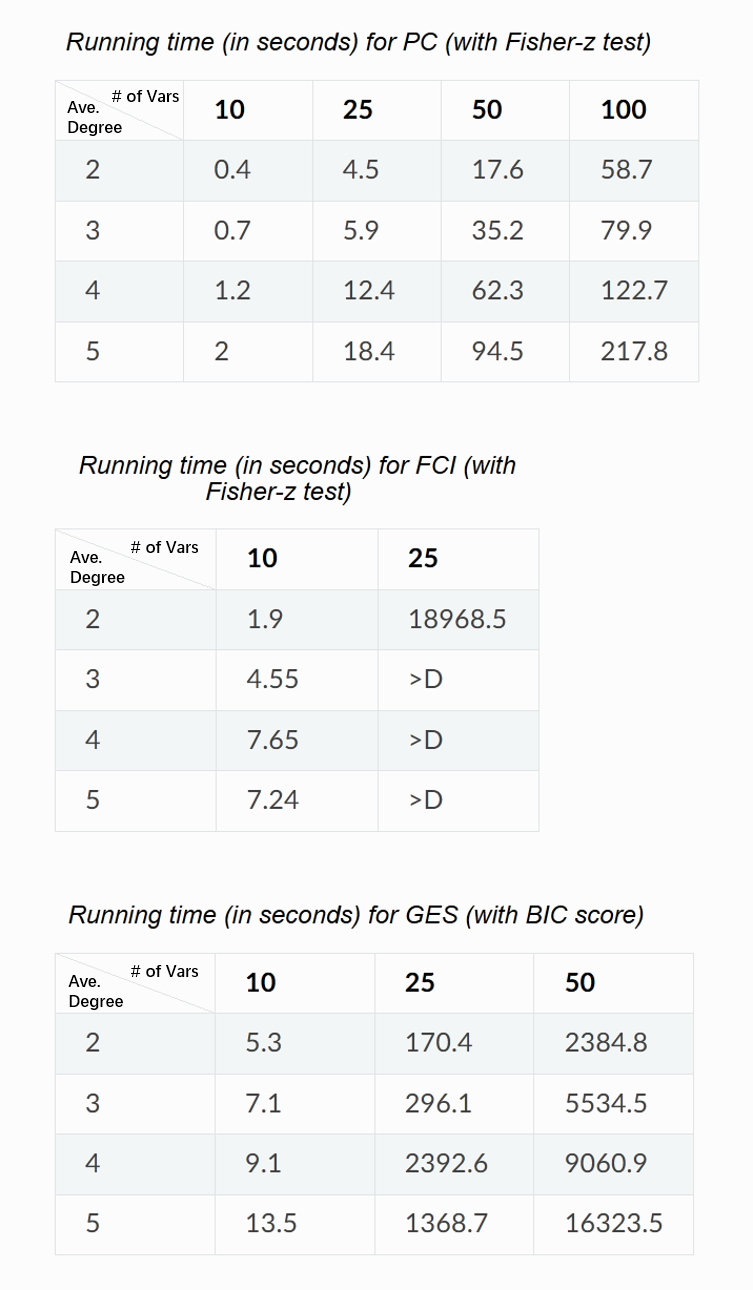 Running time (in seconds) for PC (with Fisher-z test)
# of Vars
Ave.
Degree
10 25 50 100
2 0.4 4.5 17.6 58.7
3 0.7 5.9 35.2 79.9
4 1.2 12.4 62.3 122.7
5 2 18.4 94.5 217.8
Running time (in seconds) for FCI (with
Fisher-z test)
# of Vars
Ave.
Degree
10 25
2 1.9 18968.5
3 4.55 >D
4 7.65 >D
5 7.24 >D
Running time (in seconds) for GES (with BIC score)
# of Vars
Ave.
Degree
10 25 50
2 5.3 170.4 2384.8
3 7.1 296.1 5534.5
4 9.1 2392.6 9060.9
5 13.5 1368.7 16323.5